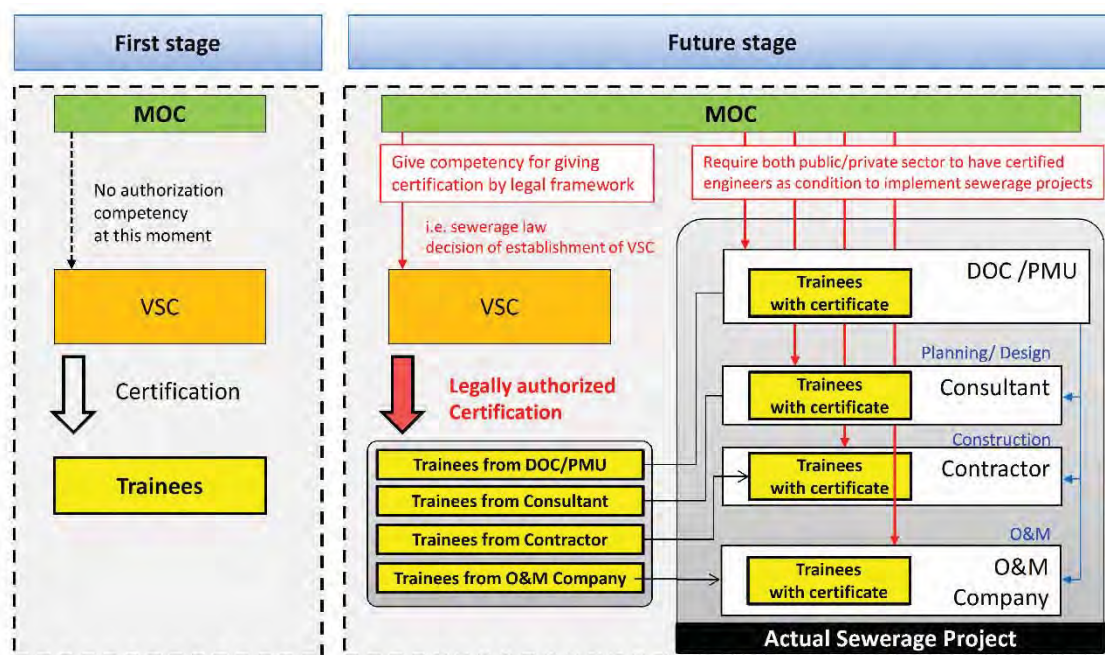 First stage
MOC
No authorization
competency
at this moment
VSC
Certification
Trainees
Future stage
MOC
Give competency for giving
certification by legal framework
i.e. sewerage law
decision of establishment of VSC
VSC
Legally authorized
Certification
Trainees from DOC/PMU
Trainees from Consultant
Trainees from Contractor
Trainees from O&M Company
Require both public/private sector to have certified
engineers as condition to implement sewerage projects
DOC /PMU
Trainees
with certificate
Planning/ Design
Consultant
Trainees
with certificate
Construction
Contractor
Trainees
with certificate
O&M
O&M
Company
Trainees
with certificate
Actual Sewerage Project